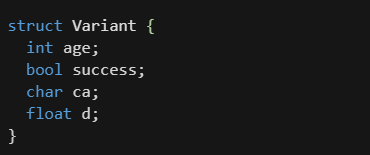 struct Variant {
  int age;
  bool success;
  char ca;
  float d;
}